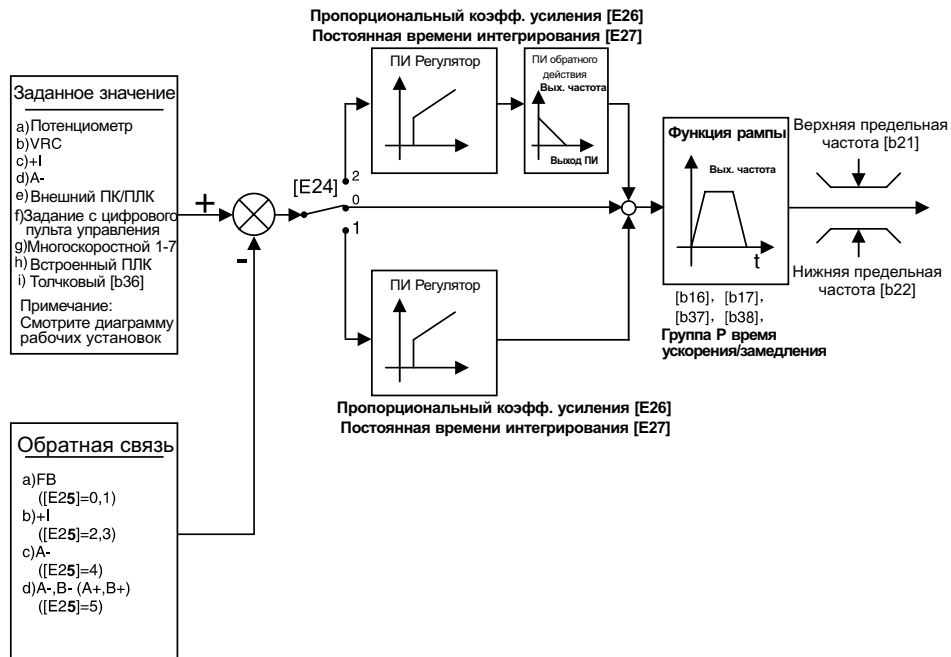 Пропорциональный коэфф. усиления [E26]
Постоянная времени интегрирования [E27]
Заданное значение
a)Потенциометр
b)VRC
c)+I
d)A-
e)Внешний ПК/ПЛК
f)Задание с цифрового
пульта управления
g)Многоскоростной 1-7
h)Встроенный ПЛК
i) Толчковый [b36]
Примечание:
Смотрите диаграмму
рабочих установок
+
-
[E24]
2
0
1
ПИ Регулятор
ПИ обратного
действия
Вых. частота
Выход ПИ
ПИ Регулятор
Пропорциональный коэфф. усиления [E26]
Постоянная времени интегрирования [E27]
Функция рампы
Вых. частота
t
[b16], [b17],
[b37], [b38],
Группа Р время
ускорения/замедления
Верхняя предельная
частота [b21]
Нижняя предельная
частота [b22]
Обратная связь
a)FB
([E25]=0,1)
b)+I
([E25]=2,3)
c)A-
([E25]=4)
d)A-,B- (A+,B+)
([E25]=5)